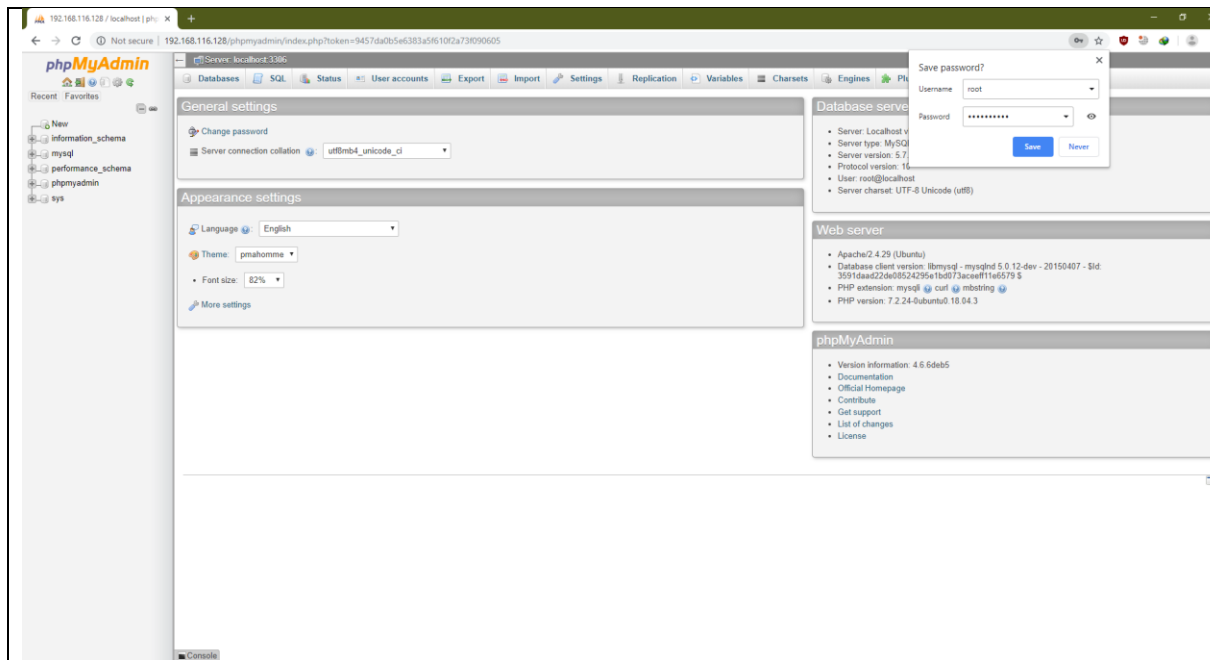 192.168.116.128 / localhost | php
Not secure | 192.168.116.128/phpmyadmin/index.php?token=9457da0b5e6383a5f610f2a73f090605
phpMyAdmin
Recent Favorites
New
information_schema
mysql
performance_schema
phpmyadmin
sys
Server: localhost:3306
Databases SQL Status User accounts Export Import Settings Replication Variables Charsets Engines Plu
General settings
Change password
Server connection collation : utf8mb4_unicode_ci
Appearance settings
Language : English
Theme: pmahomme
Font size: 82%
More settings
Database serve
Server: Localhost v
Server type: MySQL
Server version: 5.7.
Protocol version: 10
User: root@localhost
Server charset: UTF-8 Unicode (utf8)
Save password?
Username root
Password ••••••••••
Save Never
Web server
Apache/2.4.29 (Ubuntu)
Database client version: libmysql - mysqlnd 5.0.12-dev - 20150407 - $Id:
3591daad22de08524295e1bd073aceeff11e6579 $
PHP extension: mysqli curl mbstring
PHP version: 7.2.24-0ubuntu0.18.04.3
phpMyAdmin
Version information: 4.6.6deb5
Documentation
Official Homepage
Contribute
Get support
List of changes
License
Console